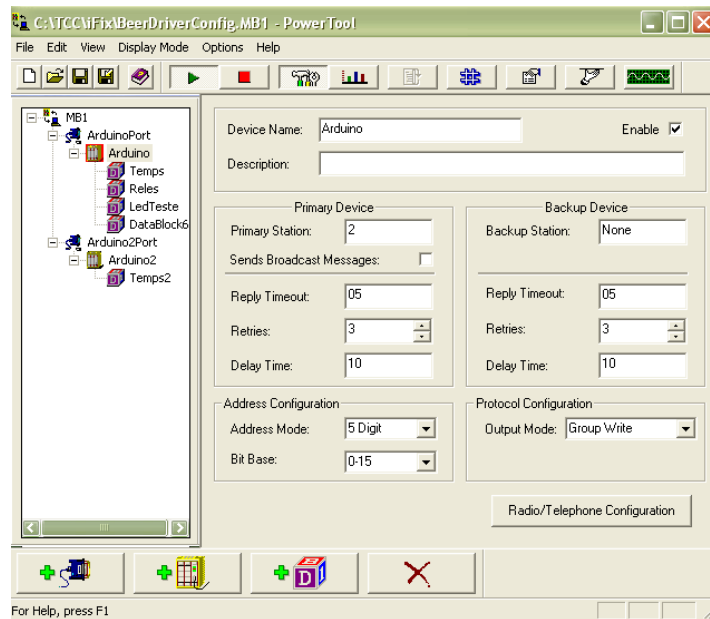 C:\TCC\iFix\BeerDriverConfig.MB1 - PowerTool
File Edit View Display Mode Options Help
MB1
ArduinoPort
Arduino
Temps
Reles
LedTeste
DataBlock6
Arduino2Port
Arduino2
Temps2
Device Name: Arduino Enable
Description:
Primary Device
Primary Station: 2
Sends Broadcast Messages:
Reply Timeout: 05
Retries: 3
Delay Time: 10
Backup Device
Backup Station: None
Reply Timeout: 05
Retries: 3
Delay Time: 10
Address Configuration
Address Mode: 5 Digit
Bit Base: 0-15
Protocol Configuration
Output Mode: Group Write
Radio/Telephone Configuration
D
For Help, press F1